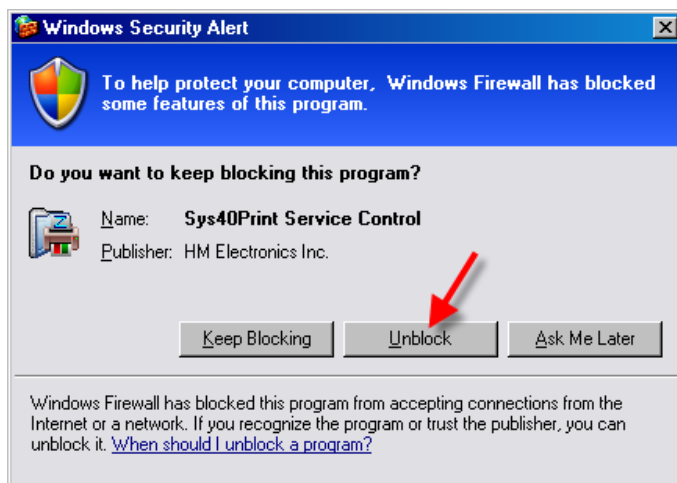 Windows Security Alert
To help protect your computer, Windows Firewall has blocked
some features of this program.
Do you want to keep blocking this program?
Name: Sys40Print Service Control
Publisher: HM Electronics Inc.
Keep Blocking Unblock Ask Me Later
Windows Firewall has blocked this program from accepting connections from the
Internet or a network. If you recognize the program or trust the publisher, you can
unblock it. When should I unblock a program?